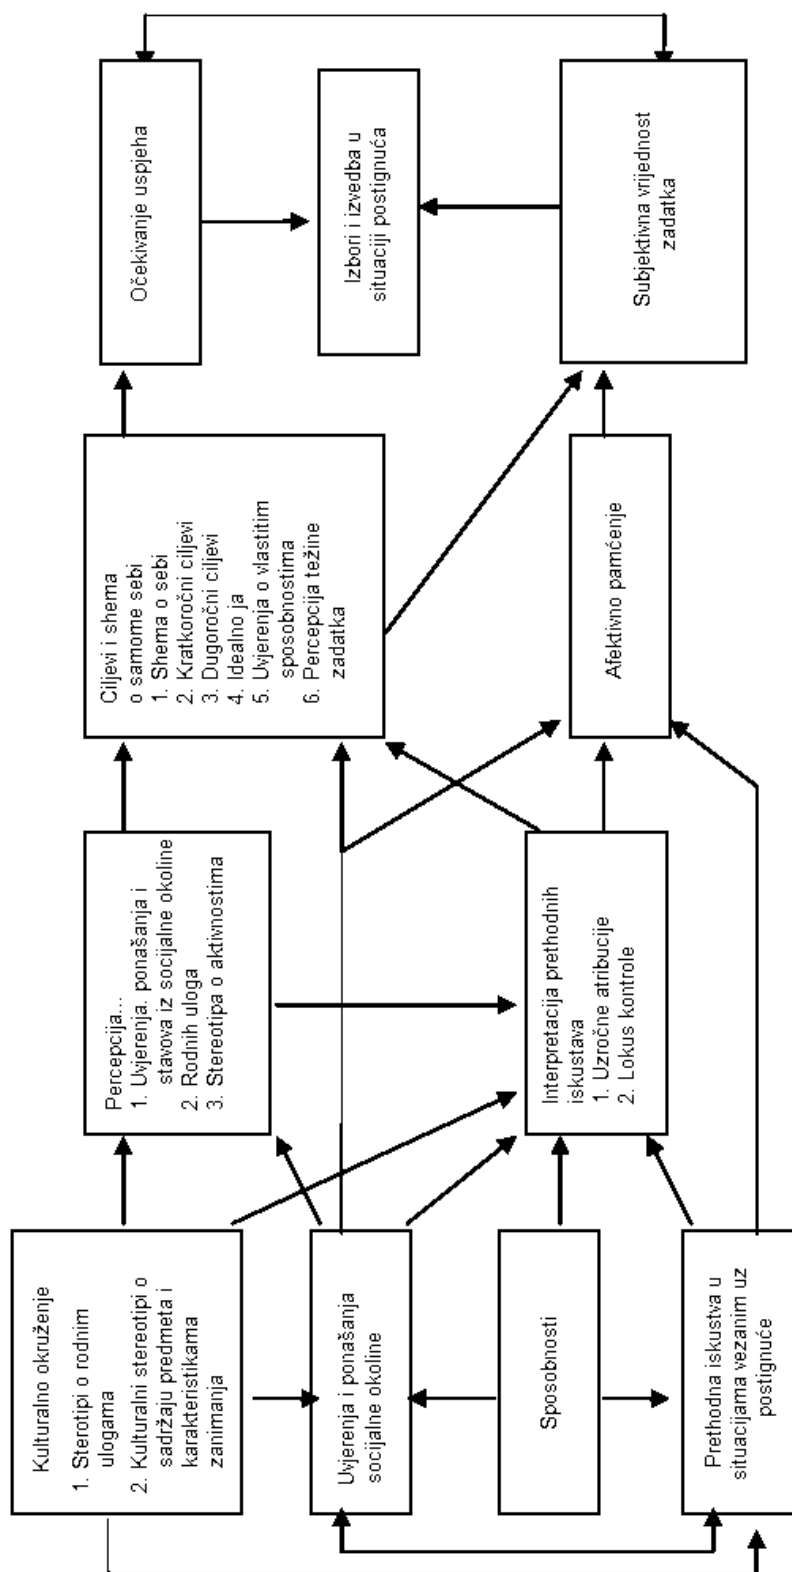 Kulturalno okruženje
1. Sterotipi o rodnim
ulogama
2. Kulturalni stereotipi o
sadržaju predmeta i
karakteristikama
zanimanja
Uvjerenja i ponašanja
socijalne okoline
Sposobnosti
Prethodna iskustva u
situacijama vezanim uz
postignuće
Percepcija...
1. Uvjerenja. ponašanja i
stavova iz socijalne okoline
2. Rodnih uloga
3. Stereotipa o aktivnostima
Interpretacija prethodnih
iskustava
1. Uzročne atribucije
2. Lokus kontrole
Ciljevi i shema
o samome sebi
1. Shema o sebi
2. Kratkoročni ciljevi
3. Dugoročni ciljevi
4. Idealno ja
5. Uvjerenja o vlastitim
sposobnostima
6. Percepcija težine
zadatka
Afektivno pamćenje
Očekivanje uspjeha
Izbori i izvedba u
situaciji postignuća
Subjektivna vrijednost
zadatka